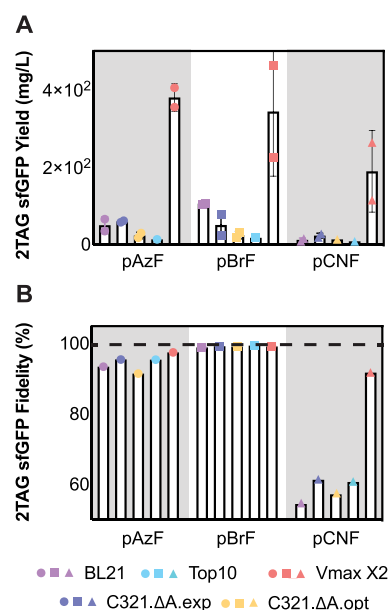 A
2TAG sfGFP Yield (mg/L)
4×10²
2×10²
0
pAzF pBrF pCNF
B
2TAG sfGFP Fidelity (%)
100
80
60
pAzF pBrF pCNF
BL21 Top10 Vmax X2
C321.ΔA.exp C321.ΔA.opt